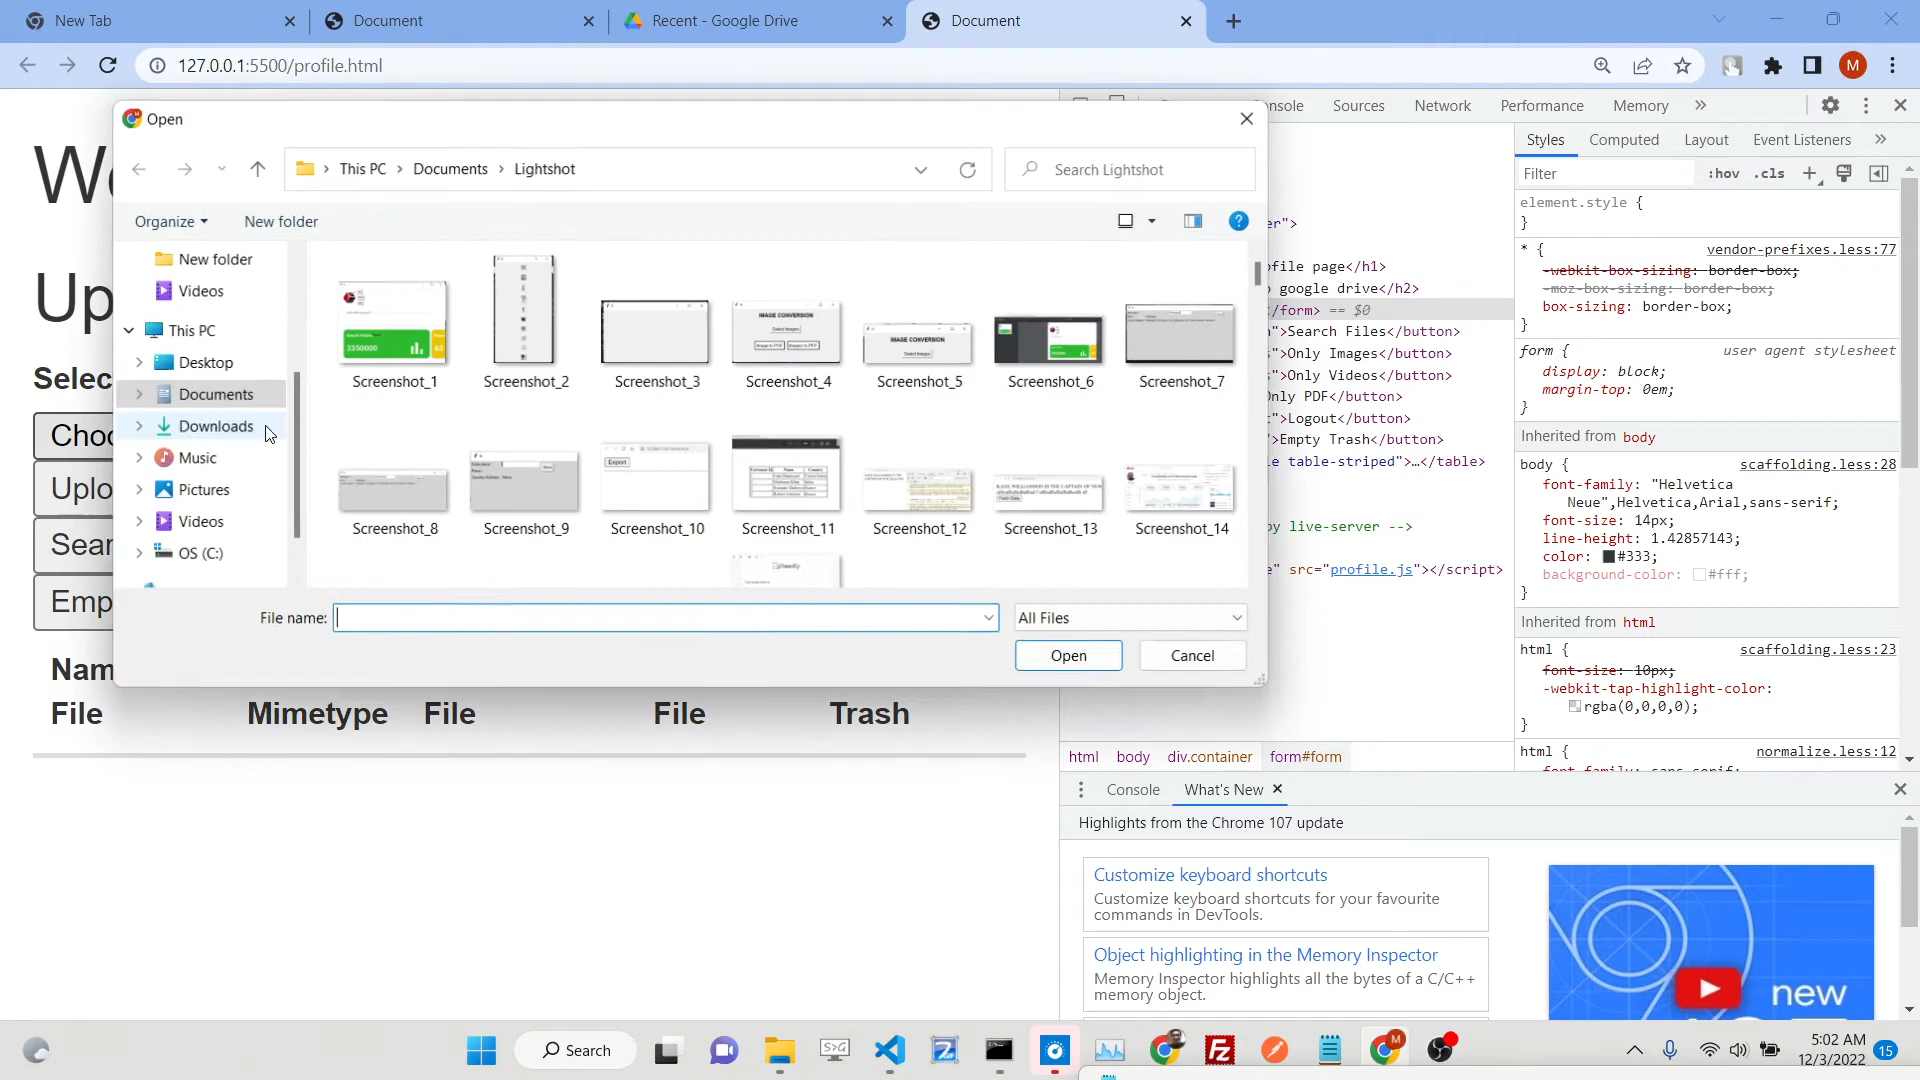 New Tab
Document
Recent - Google Drive
Document
127.0.0.1:5500/profile.html
M
Open
This PC
Documents
Lightshot
Search Lightshot
Organize
New folder
New folder
Videos
This PC
Desktop
Documents
Downloads
Music
Pictures
Videos
OS (C:)
Screenshot_1
Screenshot_2
Screenshot_3
Screenshot_4
Screenshot_5
Screenshot_6
Screenshot_7
Screenshot_8
Screenshot_9
Screenshot_10
Screenshot_11
Screenshot_12
Screenshot_13
Screenshot_14
IMAGE CONVERSION
IMAGE CONVERSION
Export
File name:
All Files
Open
Cancel
We
Up
Selec
Choo
Uplo
Sear
Emp
Nam
File
Mimetype
File
File
Trash
nsole
Sources
Network
Performance
Memory
er">
ofile page</h1>
o google drive</h2>
</form> == $0
n">Search Files</button>
s">Only Images</button>
s">Only Videos</button>
Only PDF</button>
t">Logout</button>
">Empty Trash</button>
le table-striped">…</table>
by live-server -->
e" src="profile.js"></script>
html
body
div.container
form#form
Styles
Computed
Layout
Event Listeners
Filter
:hov
.cls
element.style {
}
* {
vendor-prefixes.less:77
-webkit-box-sizing: border-box;
-moz-box-sizing: border-box;
box-sizing: border-box;
}
form {
user agent stylesheet
display: block;
margin-top: 0em;
}
Inherited from body
body {
scaffolding.less:28
font-family: "Helvetica
Neue",Helvetica,Arial,sans-serif;
font-size: 14px;
line-height: 1.42857143;
color: #333;
background-color: #fff;
}
Inherited from html
html {
scaffolding.less:23
font-size: 10px;
-webkit-tap-highlight-color:
rgba(0,0,0,0);
}
html {
normalize.less:12
font-family: sans-serif;
Console
What's New
Highlights from the Chrome 107 update
Customize keyboard shortcuts
Customize keyboard shortcuts for your favourite
commands in DevTools.
Object highlighting in the Memory Inspector
Memory Inspector highlights all the bytes of a C/C++
memory object.
new
Search
5:02 AM
12/3/2022
15